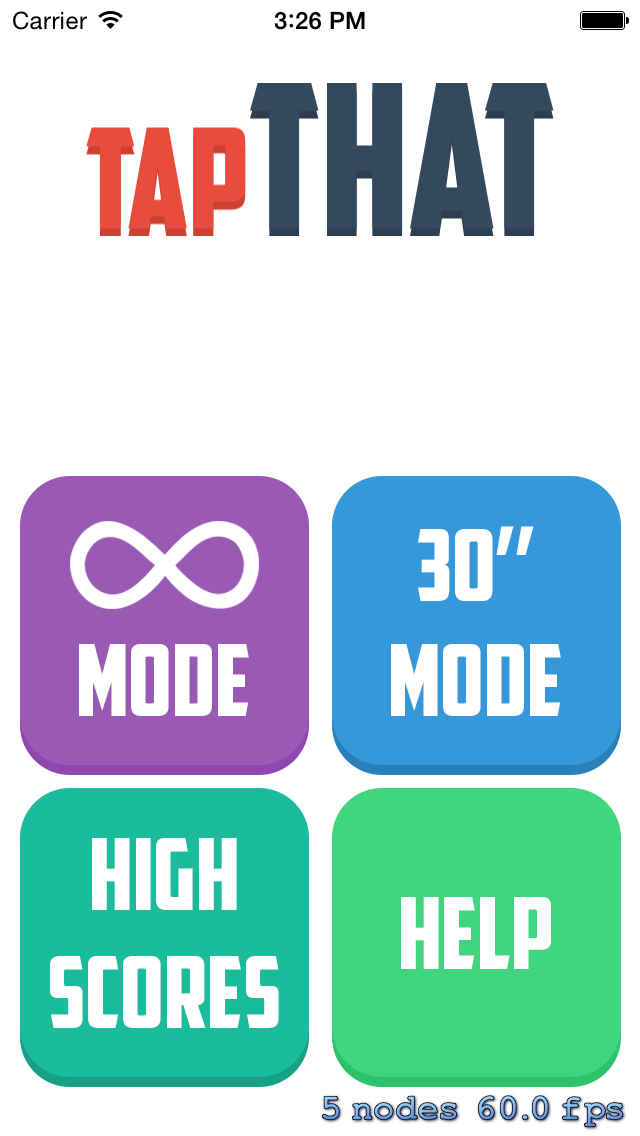 Carrier 3:26 PM
TAPTHAT
∞ 30″
MODE MODE
HIGH
SCORES
HELP
5 nodes 60.0 fps